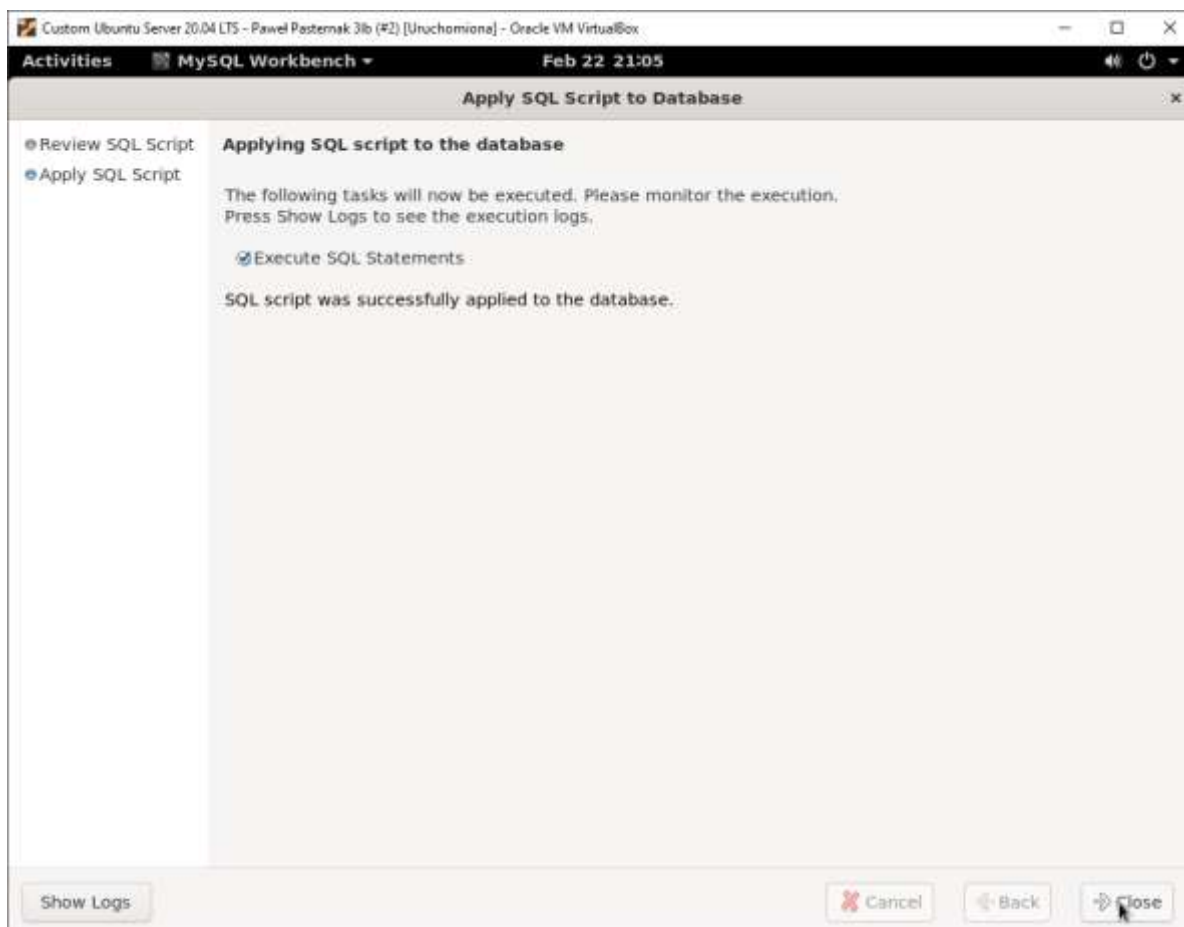 Custom Ubuntu Server 20.04 LTS - Paweł Pasternak 3lb (#2) [Uruchomiona] - Oracle VM VirtualBox
Activities MySQL Workbench Feb 22 21:05
Apply SQL Script to Database
Review SQL Script
Apply SQL Script
Applying SQL script to the database
The following tasks will now be executed. Please monitor the execution.
Press Show Logs to see the execution logs.
Execute SQL Statements
SQL script was successfully applied to the database.
Show Logs Cancel Back Close